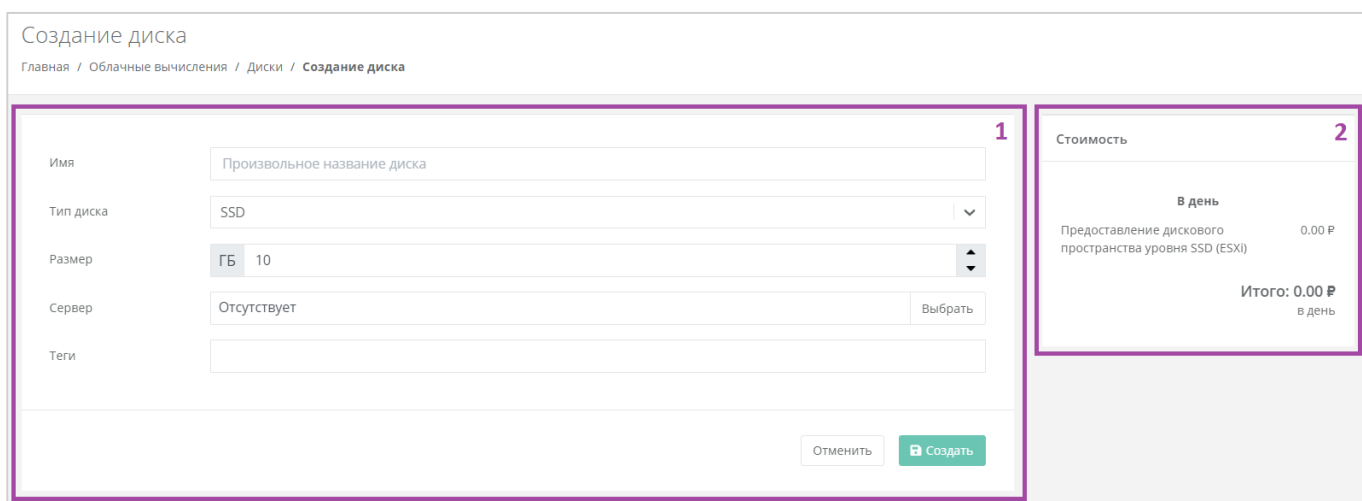 Создание диска
Главная / Облачные вычисления / Диски / Создание диска
1
Имя
Произвольное название диска
Тип диска
SSD
Размер
ГБ 10
Сервер
Отсутствует
Выбрать
Теги
Отменить
Создать
2
Стоимость
В день
Предоставление дискового 0.00 ₽
пространства уровня SSD (ESXi)
Итого: 0.00 ₽
в день